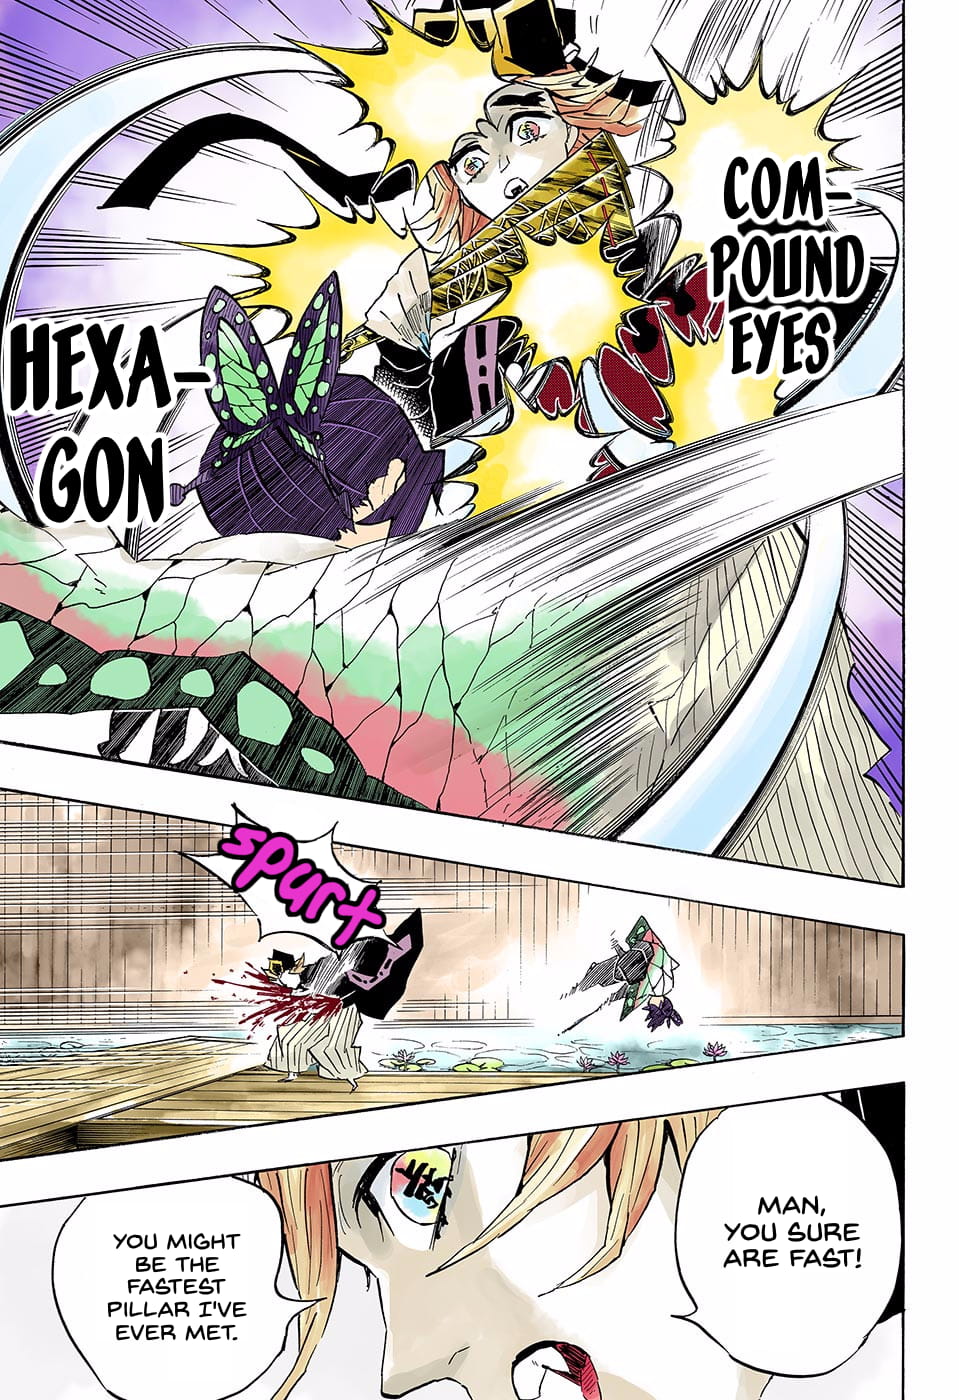 COM-
POUND
EYES
HEXA-
GON
spurt
MAN,
YOU SURE
ARE FAST!
YOU MIGHT
BE THE
FASTEST
PILLAR I'VE
EVER MET.